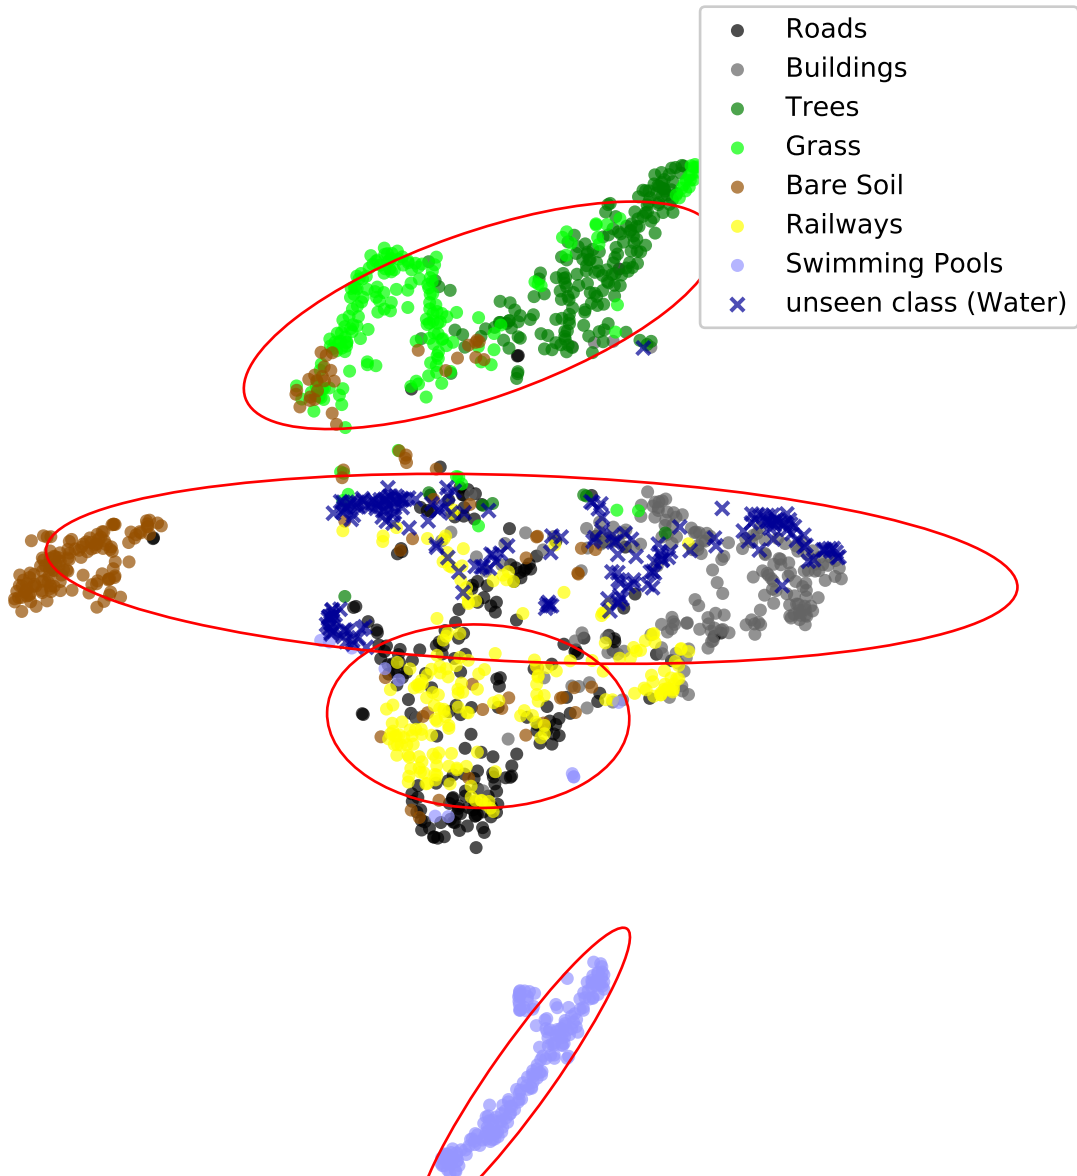 Roads
Buildings
Trees
Grass
Bare Soil
Railways
Swimming Pools
unseen class (Water)